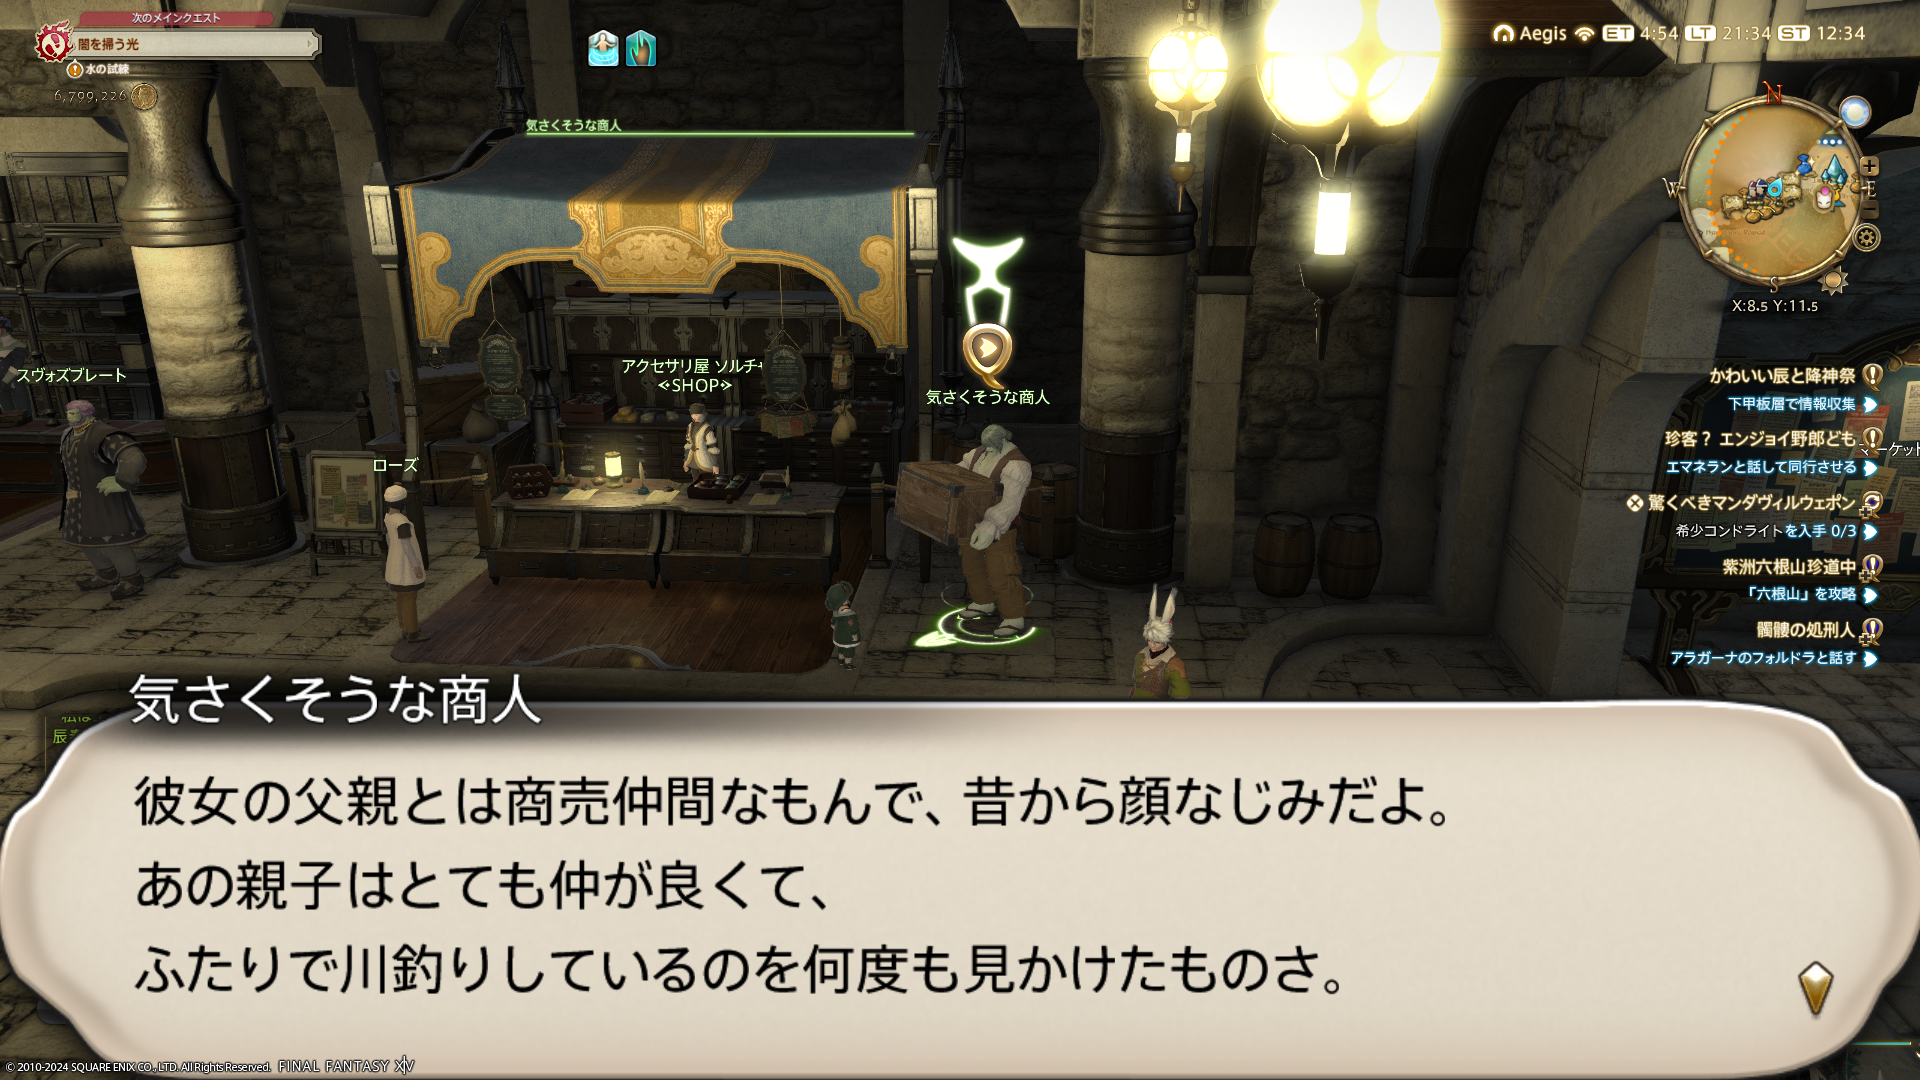 次のメインクエスト
闇を掃う光
水の試練
6,799,226
気さくそうな商人
Aegis ET 4:54 LT 21:34 ST 12:34
N
W
E
S
X:8.5 Y:11.5
スヴォズブレート
アクセサリ屋 ソルチャ
<SHOP>
気さくそうな商人
ローズ
かわいい辰と降神祭
下甲板層で情報収集
珍客？ エンジョイ野郎ども
エマネランと話して同行させる
驚くべきマンダヴィルウェポン
希少コンドライトを入手 0/3
紫洲六根山珍道中
「六根山」を攻略
髑髏の処刑人
アラガーナのフォルドラと話す
気さくそうな商人
彼女の父親とは商売仲間なもんで、昔から顔なじみだよ。
あの親子はとても仲が良くて、
ふたりで川釣りしているのを何度も見かけたものさ。
© 2010-2024 SQUARE ENIX CO., LTD. All Rights Reserved. FINAL FANTASY XIV